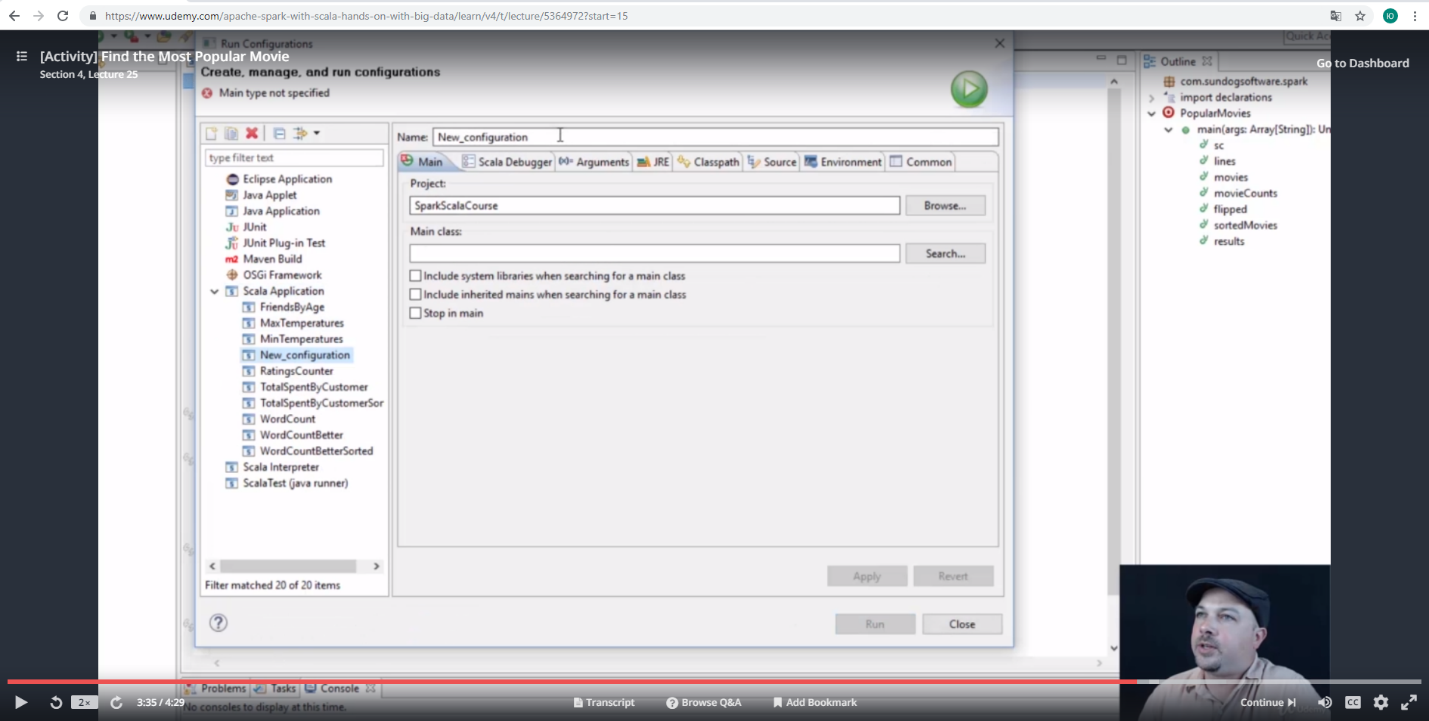 https://www.udemy.com/apache-spark-with-scala-hands-on-with-big-data/learn/v4/t/lecture/5364972?start=15
Run Configurations
Quick Acc
[Activity] Find the Most Popular Movie
Section 4, Lecture 25
Go to Dashboard
Create, manage, and run configurations
Main type not specified
Name: New_configuration
type filter text
Main Scala Debugger Arguments JRE Classpath Source Environment Common
Eclipse Application
Java Applet
Java Application
JUnit
JUnit Plug-in Test
Maven Build
OSGi Framework
Scala Application
FriendsByAge
MaxTemperatures
MinTemperatures
New_configuration
RatingsCounter
TotalSpentByCustomer
TotalSpentByCustomerSor
WordCount
WordCountBetter
WordCountBetterSorted
Scala Interpreter
ScalaTest (java runner)
Filter matched 20 of 20 items
Project:
SparkScalaCourse
Browse...
Main class:
Search...
Include system libraries when searching for a main class
Include inherited mains when searching for a main class
Stop in main
Apply Revert
Run Close
Outline
com.sundogsoftware.spark
import declarations
PopularMovies
main(args: Array[String]): Un
sc
lines
movies
movieCounts
flipped
sortedMovies
results
Problems Tasks Console
No consoles to display at this time.
2x 3:35 / 4:29
Transcript Browse Q&A Add Bookmark
Continue CC